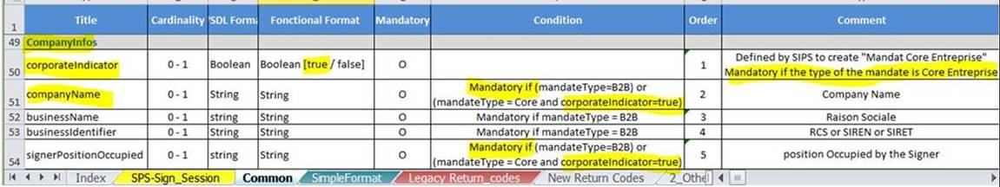 Title Cardinality 'SDL Forma Fonctional Format Mandatory Condition Order Comment
1
49 CompanyInfos
50 corporateIndicator 0 - 1 Boolean Boolean [true / false] O 1 Defined by SIPS to create "Mandat Core Entreprise"
Mandatory if the type of the mandate is Core Entreprise
51 companyName 0 - 1 String String O Mandatory if (mandateType=B2B) or
(mandateType = Core and corporateIndicator=true) 2 Company Name
52 businessName 0 - 1 string String O Mandatory if mandateType = B2B 3 Raison Sociale
53 businessIdentifier 0 - 1 String String O Mandatory if mandateType = B2B 4 RCS or SIREN or SIRET
54 signerPositionOccupied 0 - 1 string String O Mandatory if (mandateType=B2B) or
(mandateType = Core and corporateIndicator=true) 5 position Occupied by the Signer
Index SPS-Sign_Session Common SimpleFormat Legacy Return_codes New Return Codes 2_Othe